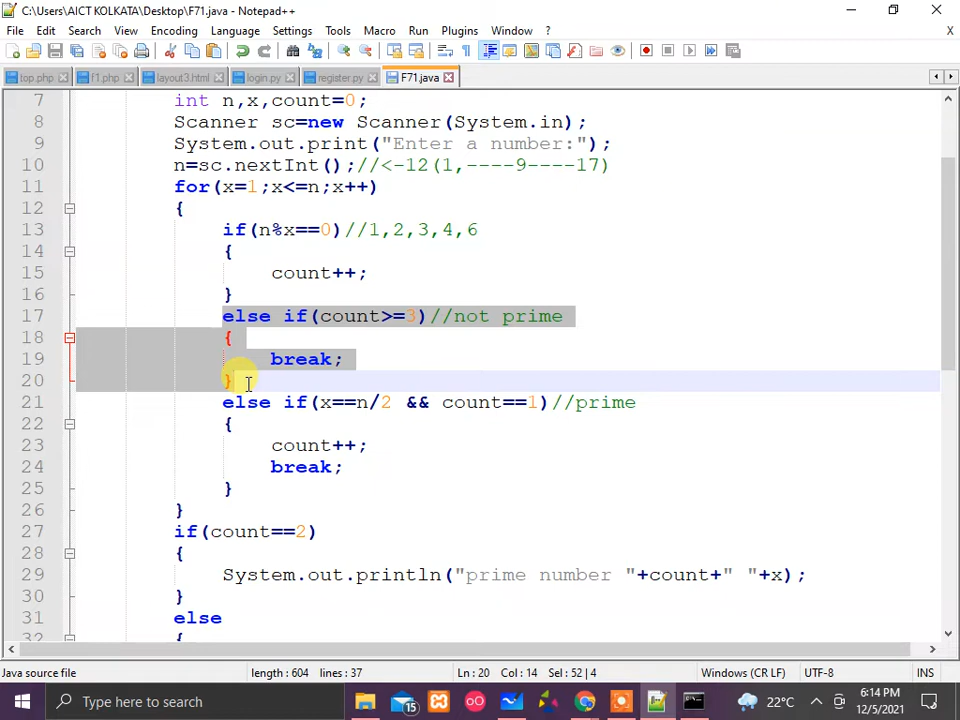 C:\Users\AICT KOLKATA\Desktop\F71.java - Notepad++
File Edit Search View Encoding Language Settings Tools Macro Run Plugins Window ? X
top.php f1.php layout3.html login.py register.py F71.java
7 int n,x,count=0;
8 Scanner sc=new Scanner(System.in);
9 System.out.print("Enter a number:");
10 n=sc.nextInt();//<-12(1,----9----17)
11 for(x=1;x<=n;x++)
12 {
13 if(n%x==0)//1,2,3,4,6
14 {
15 count++;
16 }
17 else if(count>=3)//not prime
18 {
19 break;
20 }
21 else if(x==n/2 && count==1)//prime
22 {
23 count++;
24 break;
25 }
26 }
27 if(count==2)
28 {
29 System.out.println("prime number "+count+" "+x);
30 }
31 else
32 {
Java source file length : 604 lines : 37 Ln : 20 Col : 14 Sel : 52 | 4 Windows (CR LF) UTF-8 INS
Type here to search 15 22°C 6:14 PM
12/5/2021